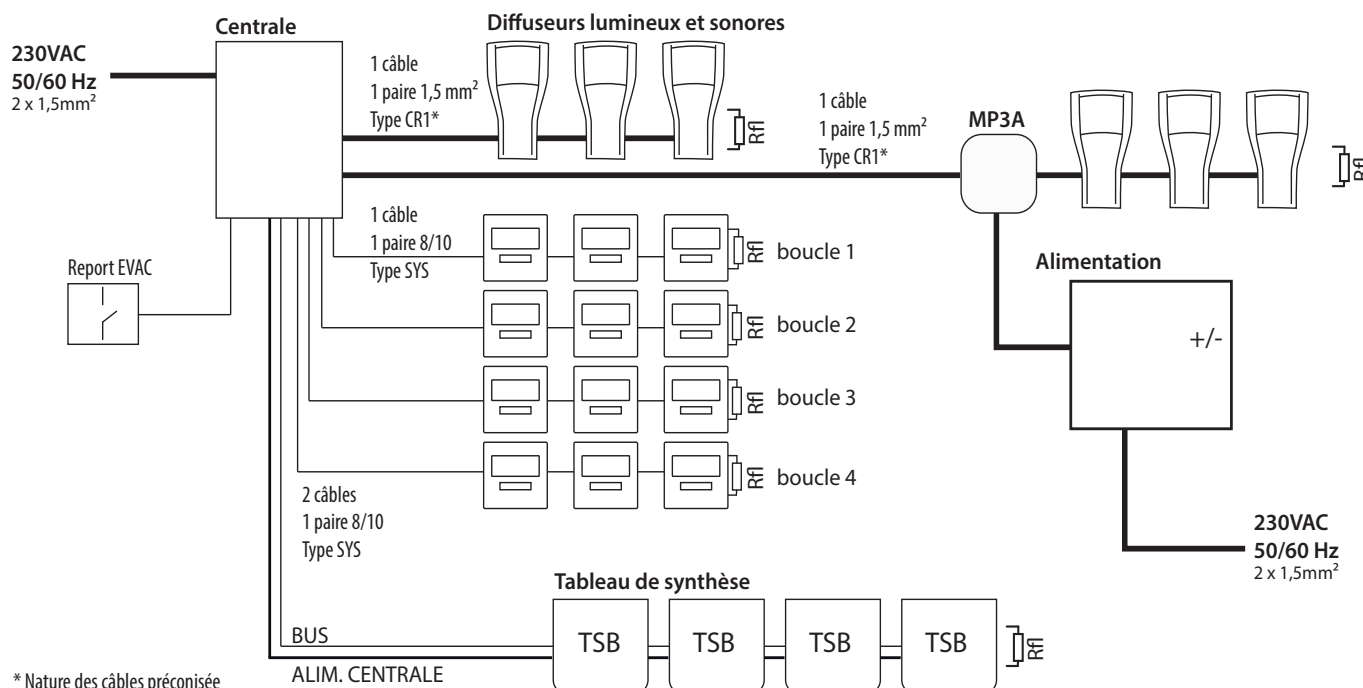 Centrale
Diffuseurs lumineux et sonores
230VAC
50/60 Hz
2 x 1,5mm²
1 câble
1 paire 1,5 mm²
Type CR1*
Rfl
1 câble
1 paire 1,5 mm²
Type CR1*
MP3A
Rfl
1 câble
1 paire 8/10
Type SYS
Rfl
boucle 1
Report EVAC
Alimentation
+/-
Rfl
boucle 2
Rfl
boucle 3
Rfl
boucle 4
2 câbles
1 paire 8/10
Type SYS
230VAC
50/60 Hz
2 x 1,5mm²
Tableau de synthèse
TSB
TSB
TSB
TSB
Rfl
BUS
ALIM. CENTRALE
* Nature des câbles préconisée